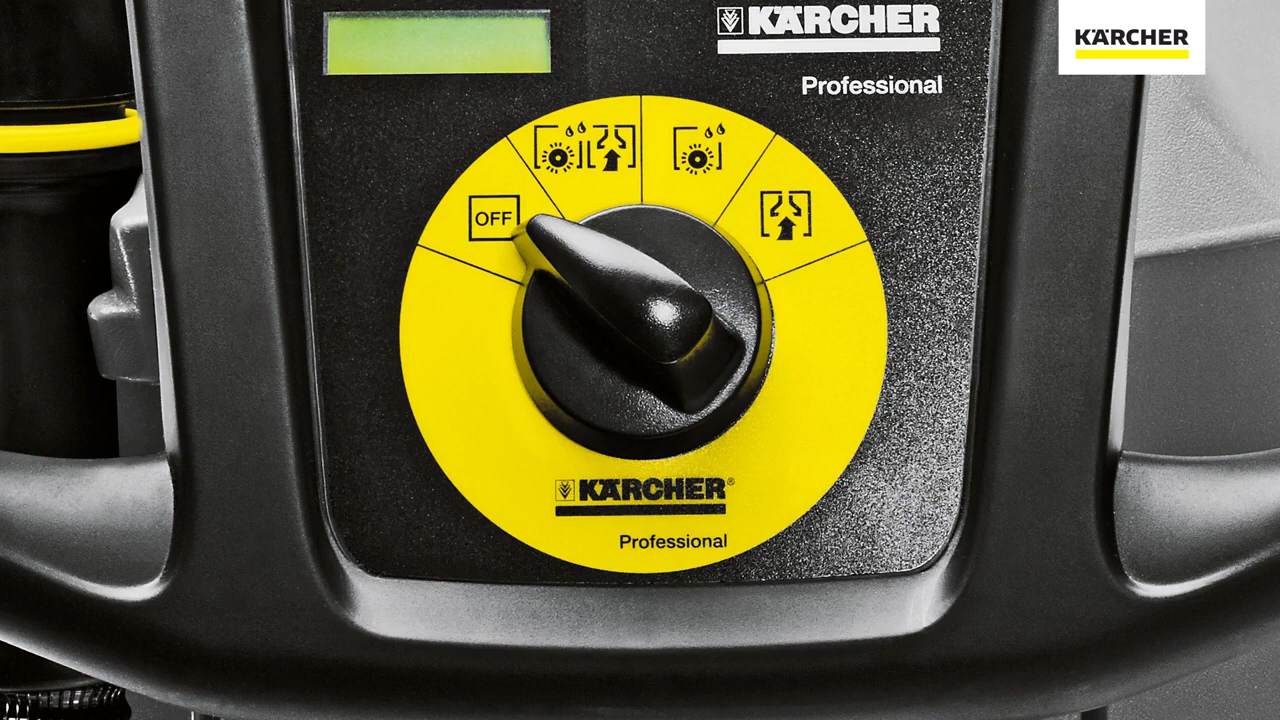 KÄRCHER
Professional
KÄRCHER
OFF
KÄRCHER®
Professional